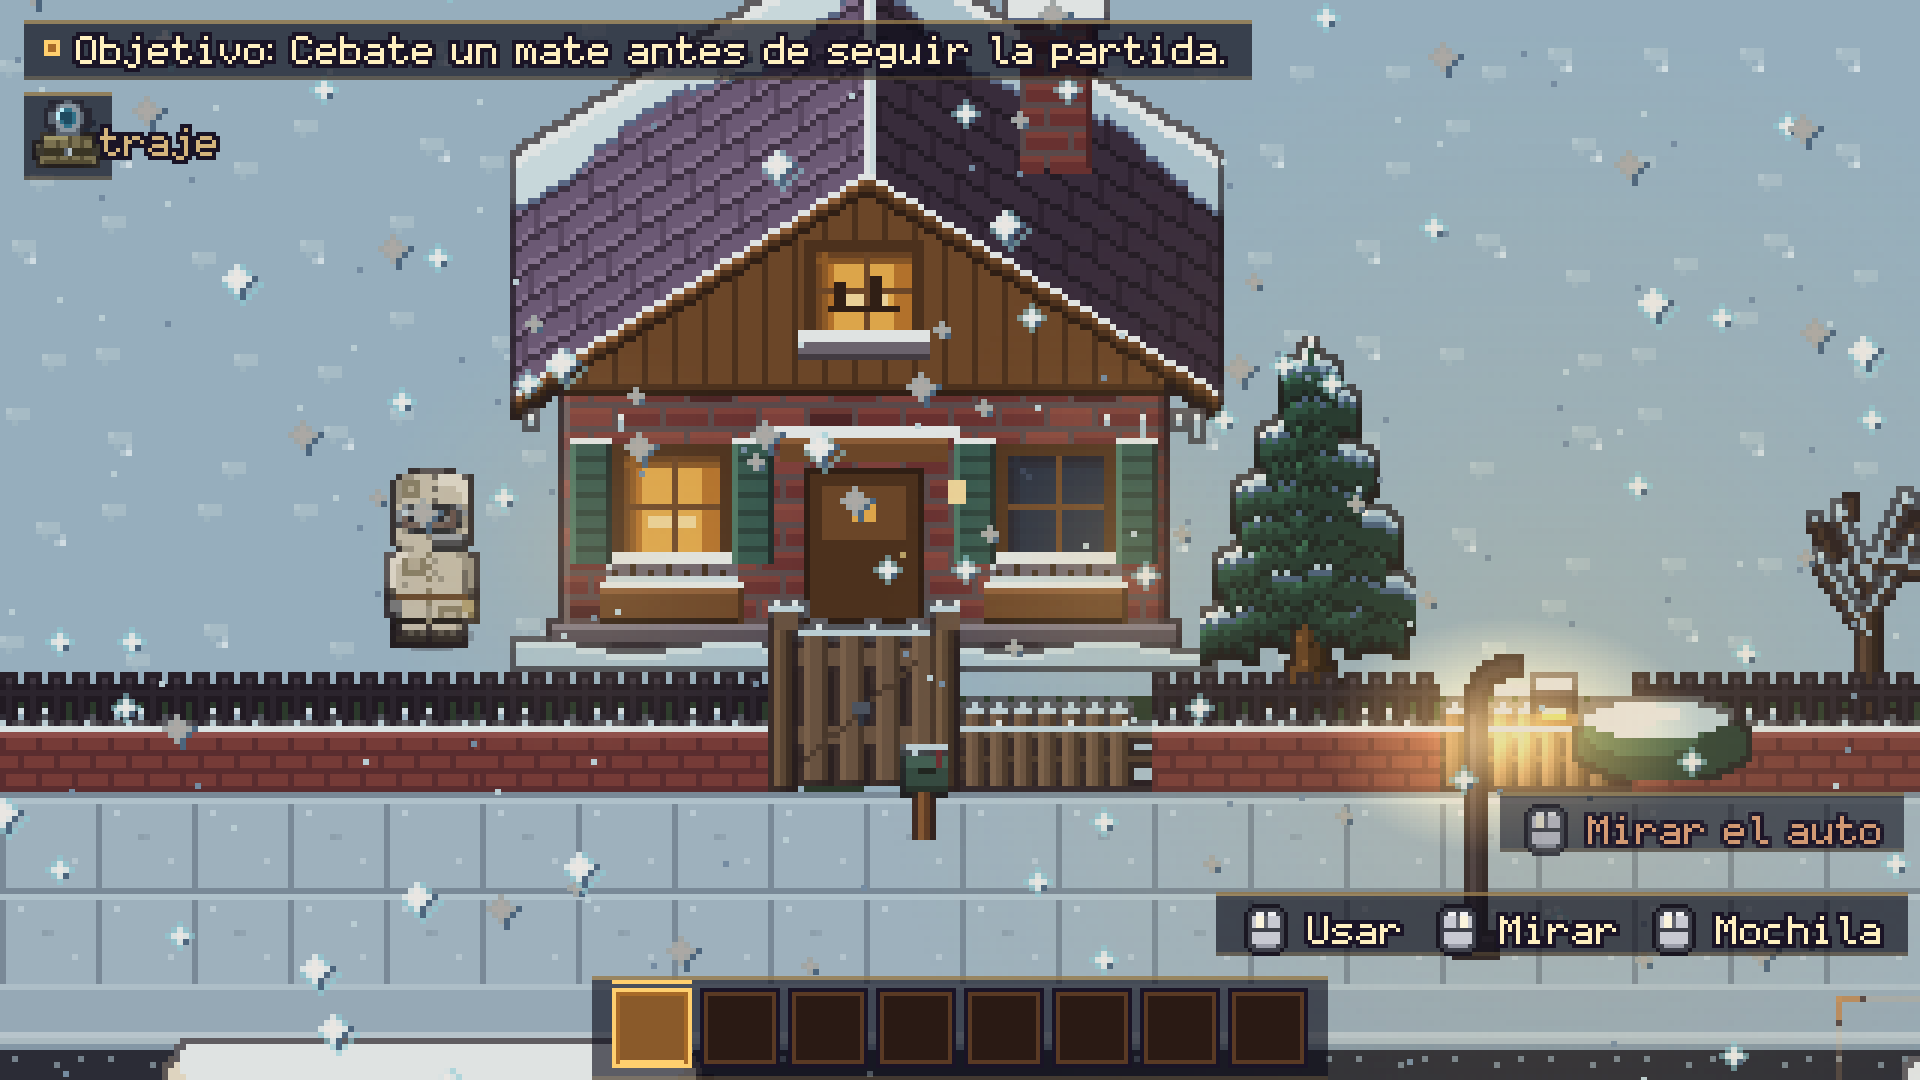 Objetivo: Cebate un mate antes de seguir la partida.
traje
Mirar el auto
Usar Mirar Mochila